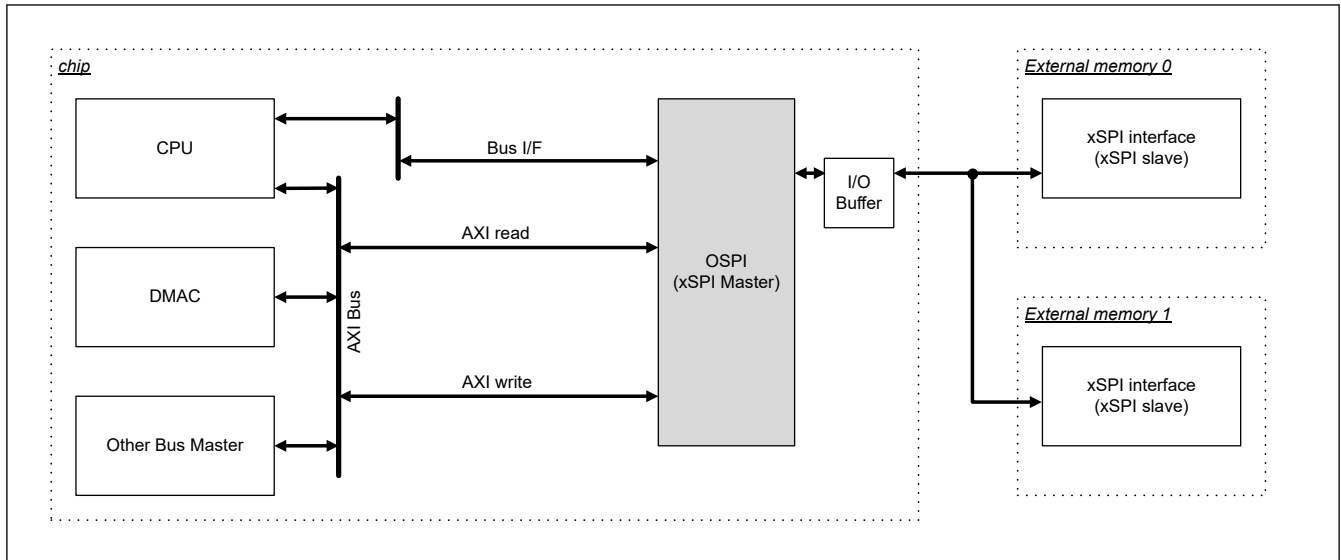 chip
CPU
DMAC
Other Bus Master
Bus I/F
AXI read
AXI Bus
AXI write
OSPI
(xSPI Master)
I/O
Buffer
External memory 0
xSPI interface
(xSPI slave)
External memory 1
xSPI interface
(xSPI slave)